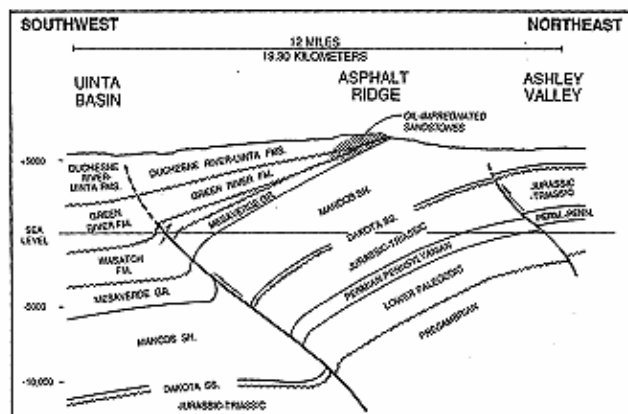 SOUTHWEST
NORTHEAST
12 MILES
19.30 KILOMETERS
UINTA
BASIN
ASPHALT
RIDGE
ASHLEY
VALLEY
OIL-IMPREGNATED
SANDSTONES
+5000
SEA
LEVEL
-5000
-10,000
DUCHESNE
RIVER-
UINTA FMS.
DUCHESNE RIVER-UINTA FMS.
GREEN
RIVER FM.
GREEN RIVER FM.
MESAVERDE GR.
WASATCH
FM.
MESAVERDE GR.
MANCOS SH.
MANCOS SH.
DAKOTA SS.
JURASSIC-TRIASSIC
JURASSIC
-TRIASSIC
PERM.-PENN.
PERMIAN PENNSYLVANIAN
LOWER PALEOZOIC
PRECAMBRIAN
DAKOTA SS.
JURASSIC-TRIASSIC